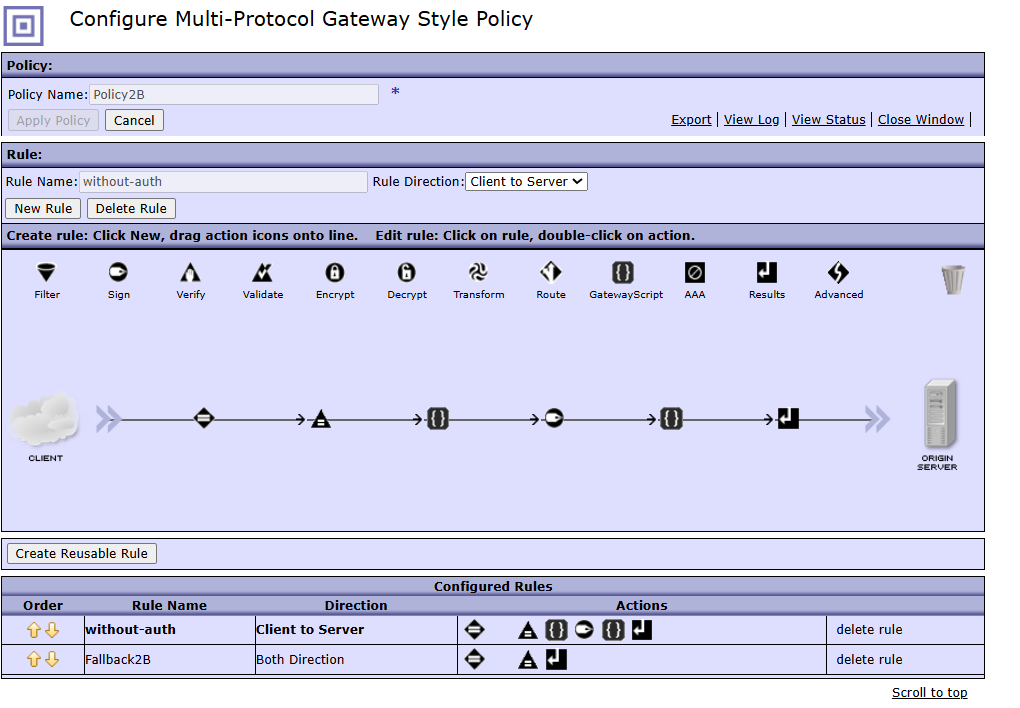 Configure Multi-Protocol Gateway Style Policy
Policy:
Policy Name: Policy2B *
Apply Policy Cancel Export | View Log | View Status | Close Window |
Rule:
Rule Name: without-auth Rule Direction: Client to Server
New Rule Delete Rule
Create rule: Click New, drag action icons onto line. Edit rule: Click on rule, double-click on action.
Filter Sign Verify Validate Encrypt Decrypt Transform Route GatewayScript AAA Results Advanced
CLIENT
ORIGIN
SERVER
Create Reusable Rule
Configured Rules
Order Rule Name Direction Actions
without-auth Client to Server delete rule
Fallback2B Both Direction delete rule
Scroll to top